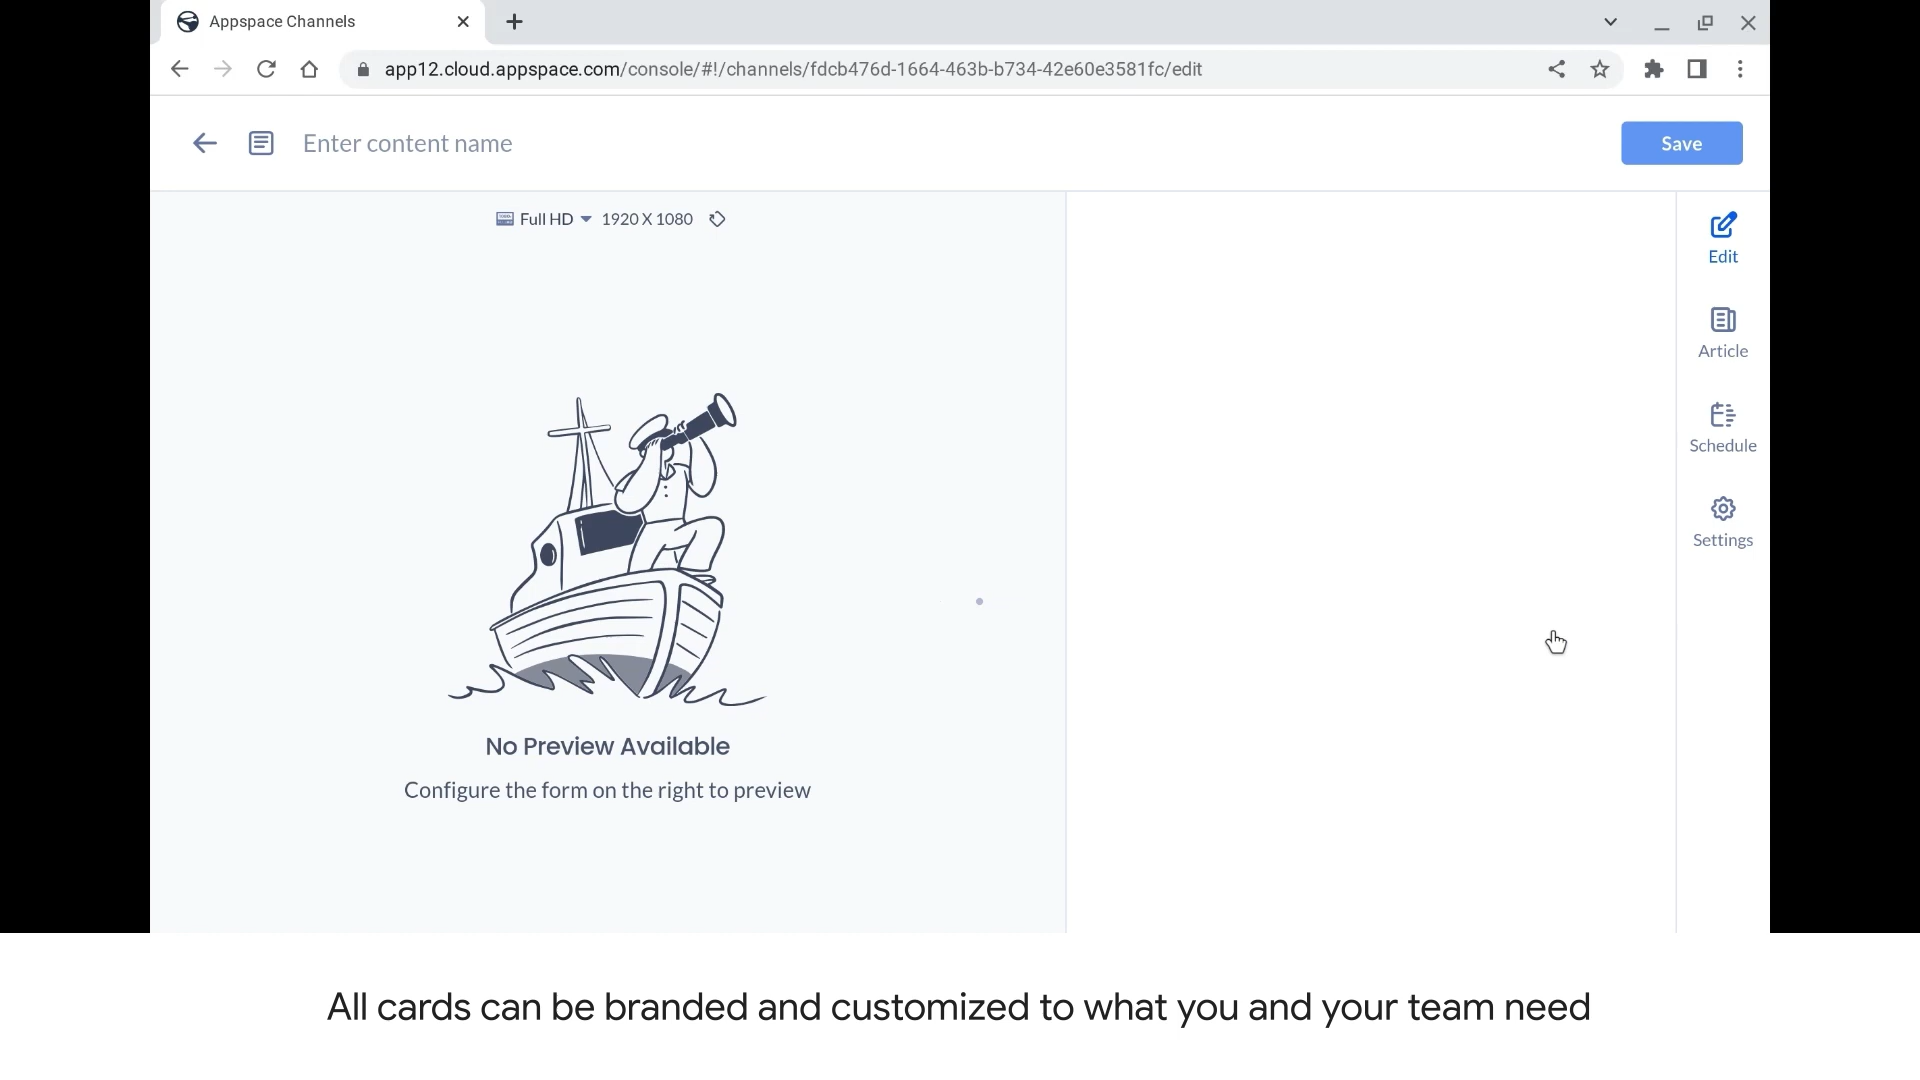 Appspace Channels
app12.cloud.appspace.com/console/#!/channels/fdcb476d-1664-463b-b734-42e60e3581fc/edit
Enter content name
Save
Full HD 1920 X 1080
Edit
Article
Schedule
Settings
No Preview Available
Configure the form on the right to preview
All cards can be branded and customized to what you and your team need